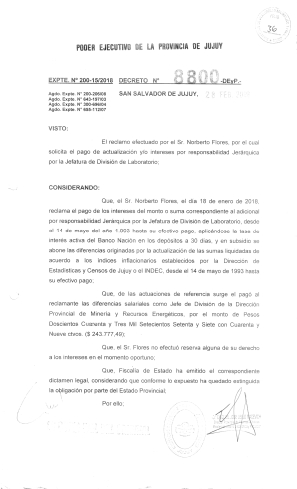 36
PODER EJECUTIVO DE LA PROVINCIA DE JUJUY
EXPTE. Nº 200-15/2018 DECRETO Nº 8800 -DEyP.-
Agdo. Expte. Nº 200-206/08
Agdo. Expte. Nº 643-197/03
Agdo. Expte. Nº 300-696/04
Agdo. Expte. Nº 655-112/07
SAN SALVADOR DE JUJUY,
VISTO:
El reclamo efectuado por el Sr. Norberto Flores, por el cual
solicita el pago de actualización y/o intereses por responsabilidad Jerárquica
por la Jefatura de División de Laboratorio;
CONSIDERANDO:
Que, el Sr. Norberto Flores, el día 18 de enero de 2018,
reclama el pago de los intereses del monto o suma correspondiente al adicional
por responsabilidad Jerárquica por la Jefatura de División de Laboratorio, desde
el 14 de mayo del año 1.993 hasta su efectivo pago, aplicándose la tasa de
interés activa del Banco Nación en los depósitos a 30 días, y en subsidio se
abone las diferencias originadas por la actualización de las sumas liquidadas de
acuerdo a los índices inflacionarios establecidos por la Dirección de
Estadísticas y Censos de Jujuy o el INDEC, desde el 14 de mayo de 1993 hasta
su efectivo pago;
Que, de las actuaciones de referencia surge el pagó al
reclamante las diferencias salariales como Jefe de División de la Dirección
Provincial de Minería y Recursos Energéticos, por el monto de Pesos
Doscientos Cuarenta y Tres Mil Setecientos Setenta y Siete con Cuarenta y
Nueve ctvos. ($ 243.777,49);
Que, el Sr. Flores no efectuó reserva alguna de su derecho
a los intereses en el momento oportuno;
Que, Fiscalía de Estado ha emitido el correspondiente
dictamen legal, considerando que conforme lo expuesto ha quedado extinguida
la obligación por parte del Estado Provincial;
Por ello;